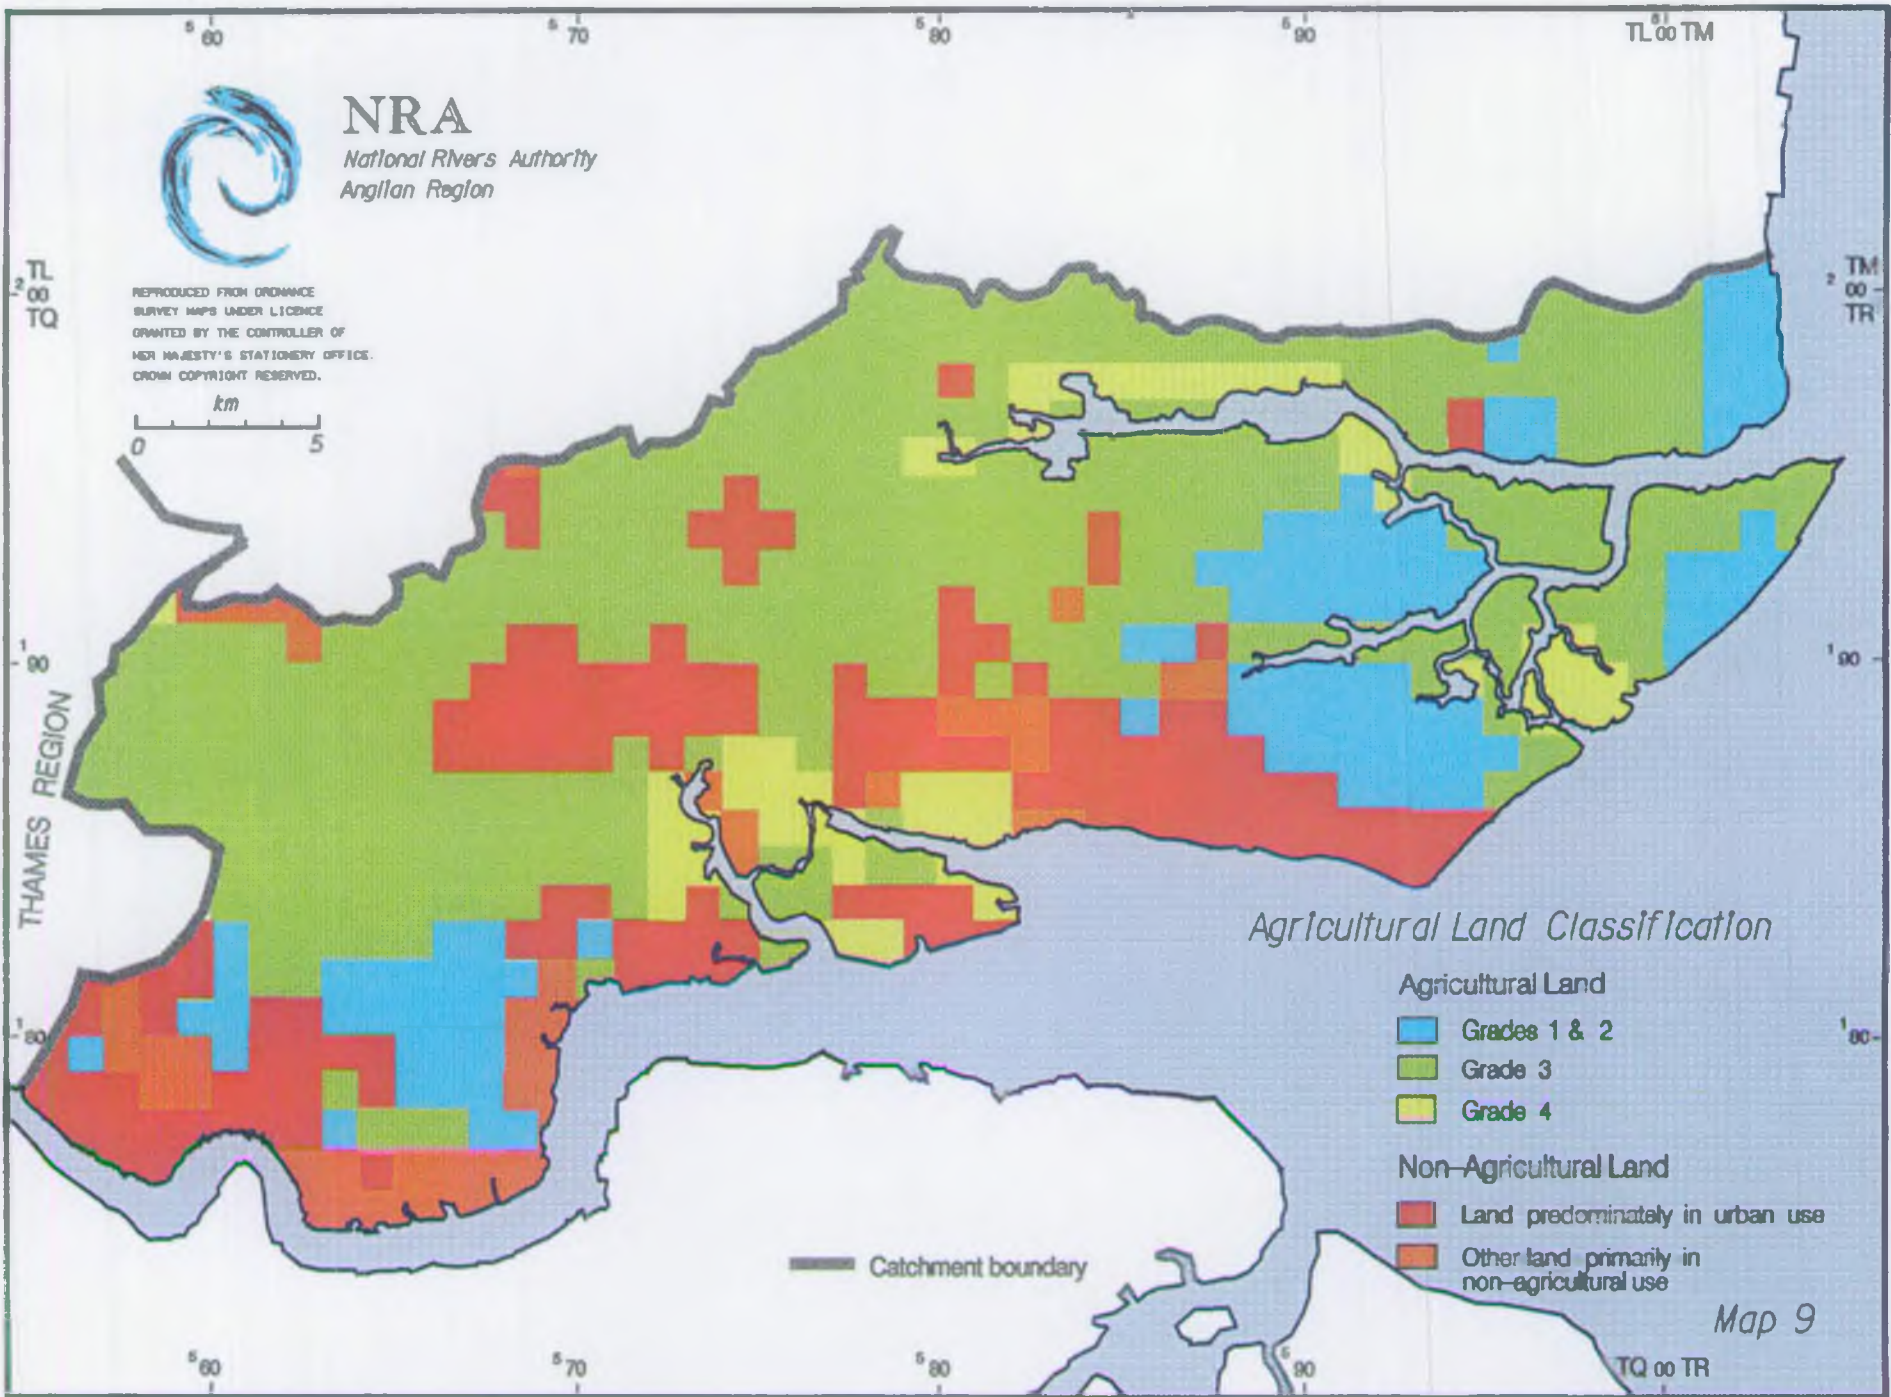 5 60
5 70
5 80
5 90
TL 00 TM
NRA
National Rivers Authority
Anglian Region
REPRODUCED FROM ORDNANCE
SURVEY MAPS UNDER LICENCE
GRANTED BY THE CONTROLLER OF
HER MAJESTY'S STATIONERY OFFICE.
CROWN COPYRIGHT RESERVED.
km
0 5
TL
2 00
TQ
TM
2 00
TR
1 90
1 90
THAMES REGION
1 80
1 80
Agricultural Land Classification
Agricultural Land
Grades 1 & 2
Grade 3
Grade 4
Non-Agricultural Land
Land predominately in urban use
Other land primarily in
non-agricultural use
Catchment boundary
Map 9
5 60
5 70
5 80
5 90
TQ 00 TR